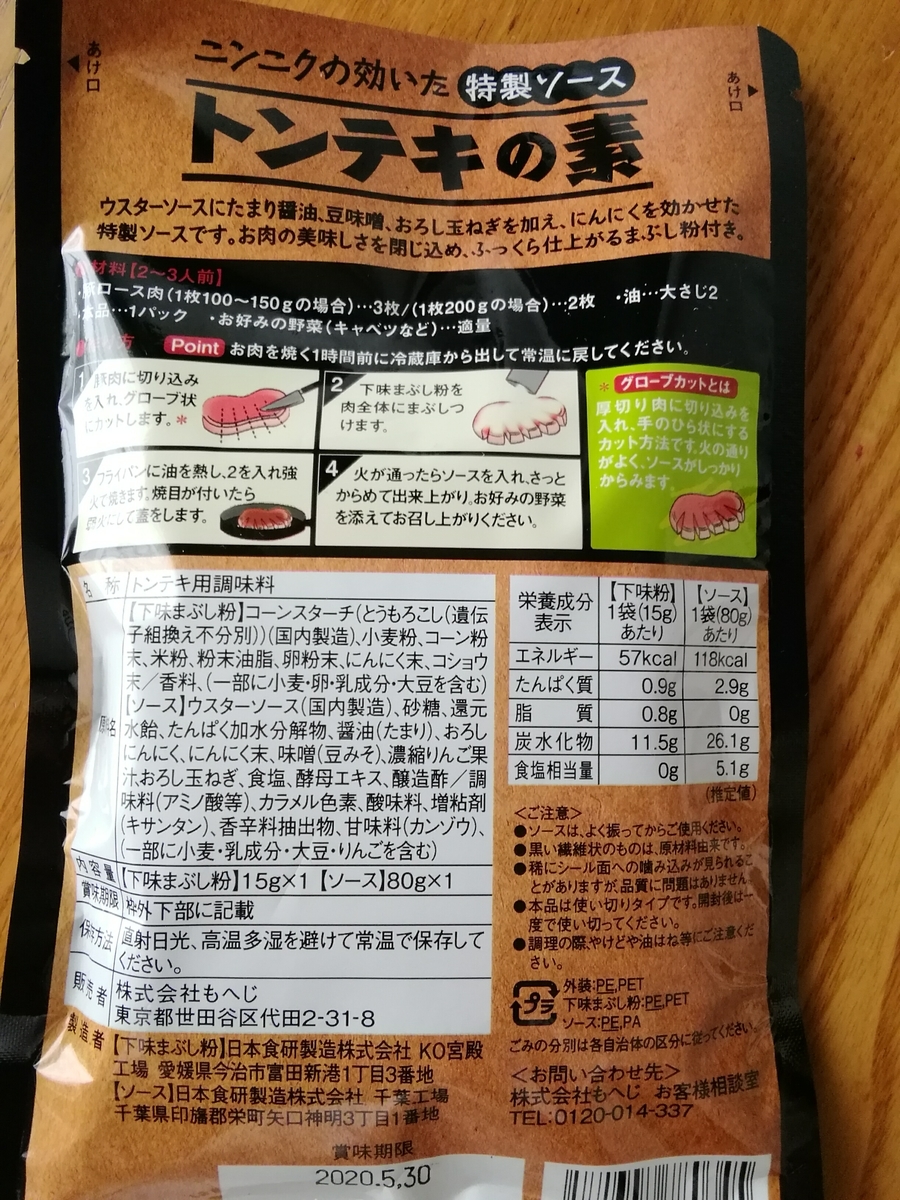 あけ口
あけ口
ニンニクの効いた 特製ソース
トンテキの素
ウスターソースにたまり醤油、豆味噌、おろし玉ねぎを加え、にんにくを効かせた
特製ソースです。お肉の美味しさを閉じ込め、ふっくら仕上がるまぶし粉付き。
材料【2〜3人前】
ロース肉(1枚100〜150gの場合)…3枚/(1枚200gの場合)…2枚 ・油…大さじ2
本品…1パック ・お好みの野菜(キャベツなど)…適量
方 Point お肉を焼く1時間前に冷蔵庫から出して常温に戻してください。
1 豚肉に切り込み
を入れ、グローブ状
にカットします。*
2 下味まぶし粉を
肉全体にまぶしつ
けます。
3 フライパンに油を熱し、2を入れ強
火で焼きます。焼目が付いたら
弱火にして蓋をします。
4 火が通ったらソースを入れ、さっと
からめて出来上がり。お好みの野菜
を添えてお召し上がりください。
* グローブカットとは
厚切り肉に切り込みを
入れ、手のひら状にする
カット方法です。火の通り
がよく、ソースがしっかり
からみます。
名称 トンテキ用調味料
原材料名
【下味まぶし粉】コーンスターチ(とうもろこし(遺伝
子組換え不分別))(国内製造)、小麦粉、コーン粉
末、米粉、粉末油脂、卵粉末、にんにく末、コショウ
末/香料、(一部に小麦・卵・乳成分・大豆を含む)
【ソース】ウスターソース(国内製造)、砂糖、還元
水飴、たんぱく加水分解物、醤油(たまり)、おろし
にんにく、にんにく末、味噌(豆みそ)、濃縮りんご果
汁、おろし玉ねぎ、食塩、酵母エキス、醸造酢/調
味料(アミノ酸等)、カラメル色素、酸味料、増粘剤
(キサンタン)、香辛料抽出物、甘味料(カンゾウ)、
(一部に小麦・乳成分・大豆・りんごを含む)
内容量 【下味まぶし粉】15g×1 【ソース】80g×1
賞味期限 枠外下部に記載
保存方法 直射日光、高温多湿を避けて常温で保存して
ください。
販売者 株式会社もへじ
東京都世田谷区代田2-31-8
製造者 【下味まぶし粉】日本食研製造株式会社 KO宮殿
工場 愛媛県今治市富田新港1丁目3番地
【ソース】日本食研製造株式会社 千葉工場
千葉県印旛郡栄町矢口神明3丁目1番地
賞味期限
2020.5,30
栄養成分表示 【下味粉】1袋(15g)あたり 【ソース】1袋(80g)あたり
エネルギー 57kcal 118kcal
たんぱく質 0.9g 2.9g
脂質 0.8g 0g
炭水化物 11.5g 26.1g
食塩相当量 0g 5.1g
(推定値)
<ご注意>
●ソースは、よく振ってからご使用ください。
●黒い繊維状のものは、原材料由来です。
●稀にシール面への噛み込みが見られるこ
とがありますが、品質に問題はありません。
●本品は使い切りタイプです。開封後は一
度で使い切ってください。
●調理の際、やけどや油はね等にご注意くだ
さい。
プラ
外装:PE,PET
下味まぶし粉:PE,PET
ソース:PE,PA
ごみの分別は各自治体の区分に従ってください。
<お問い合わせ先>
株式会社もへじ お客様相談室
TEL:0120-014-337